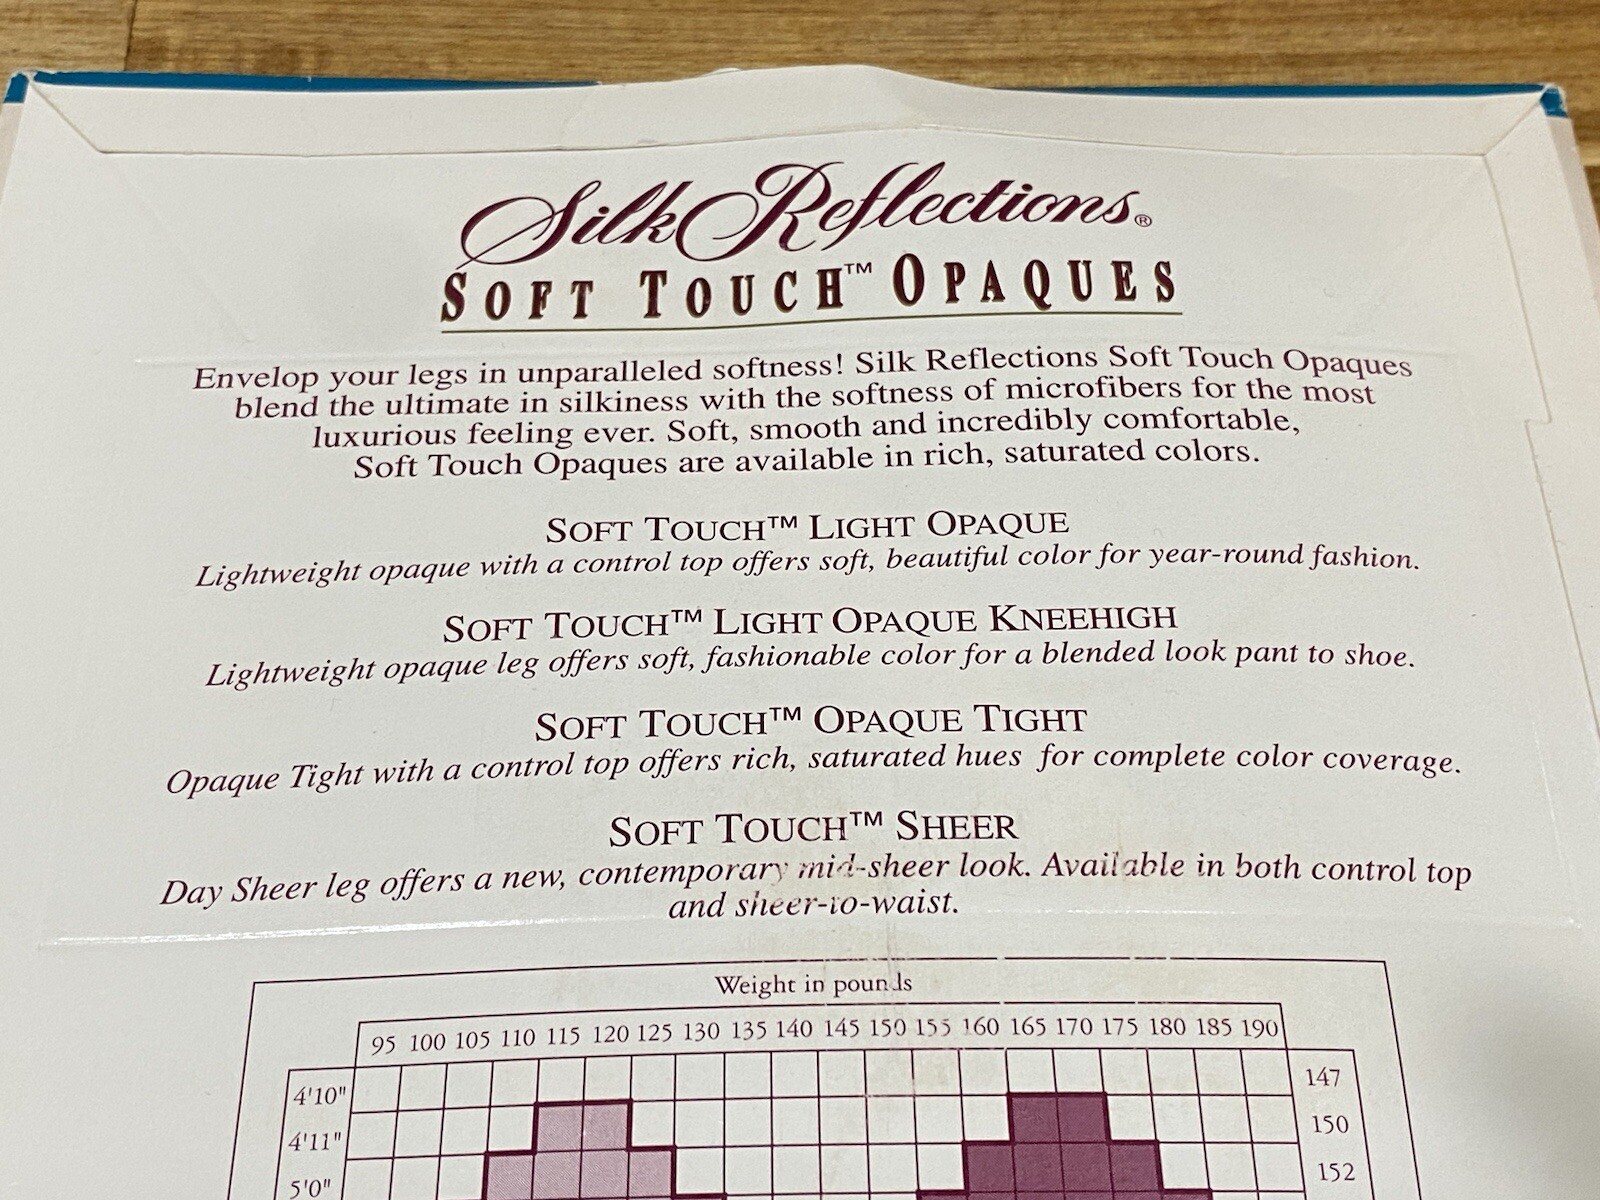 Silk Reflections®
SOFT TOUCH™ OPAQUES
Envelop your legs in unparalleled softness! Silk Reflections Soft Touch Opaques
blend the ultimate in silkiness with the softness of microfibers for the most
luxurious feeling ever. Soft, smooth and incredibly comfortable,
Soft Touch Opaques are available in rich, saturated colors.
SOFT TOUCH™ LIGHT OPAQUE
Lightweight opaque with a control top offers soft, beautiful color for year-round fashion.
SOFT TOUCH™ LIGHT OPAQUE KNEEHIGH
Lightweight opaque leg offers soft, fashionable color for a blended look pant to shoe.
SOFT TOUCH™ OPAQUE TIGHT
Opaque Tight with a control top offers rich, saturated hues for complete color coverage.
SOFT TOUCH™ SHEER
Day Sheer leg offers a new, contemporary mid-sheer look. Available in both control top
and sheer-to-waist.
Weight in pounds
95 100 105 110 115 120 125 130 135 140 145 150 155 160 165 170 175 180 185 190
4'10" 147
4'11" 150
5'0" 152